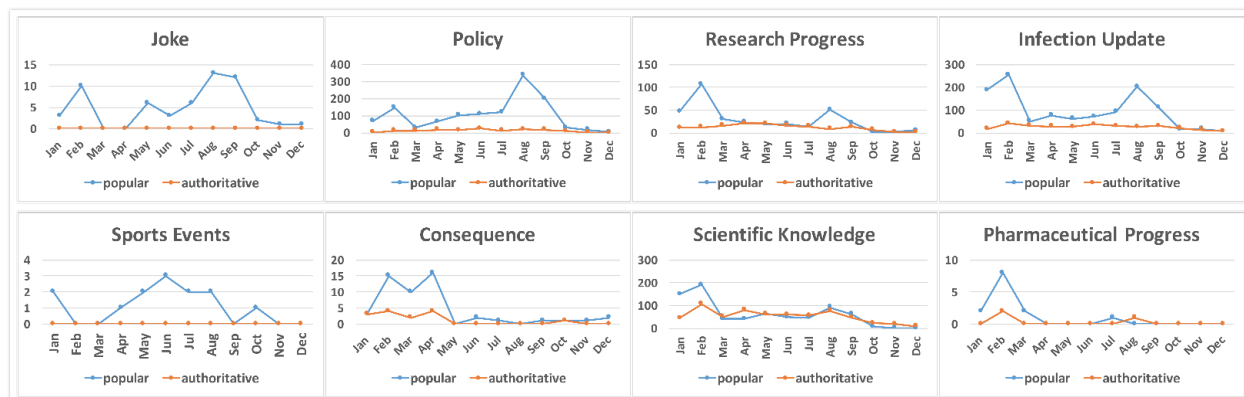 Joke
15
10
5
0
Jan Feb Mar Apr May Jun Jul Aug Sep Oct Nov Dec
popular authoritative
Policy
400
300
200
100
0
Jan Feb Mar Apr May Jun Jul Aug Sep Oct Nov Dec
popular authoritative
Research Progress
150
100
50
0
Jan Feb Mar Apr May Jun Jul Aug Sep Oct Nov Dec
popular authoritative
Infection Update
300
200
100
0
Jan Feb Mar Apr May Jun Jul Aug Sep Oct Nov Dec
popular authoritative
Sports Events
4
3
2
1
0
Jan Feb Mar Apr May Jun Jul Aug Sep Oct Nov Dec
popular authoritative
Consequence
20
15
10
5
0
Jan Feb Mar Apr May Jun Jul Aug Sep Oct Nov Dec
popular authoritative
Scientific Knowledge
300
200
100
0
Jan Feb Mar Apr May Jun Jul Aug Sep Oct Nov Dec
popular authoritative
Pharmaceutical Progress
10
5
0
Jan Feb Mar Apr May Jun Jul Aug Sep Oct Nov Dec
popular authoritative